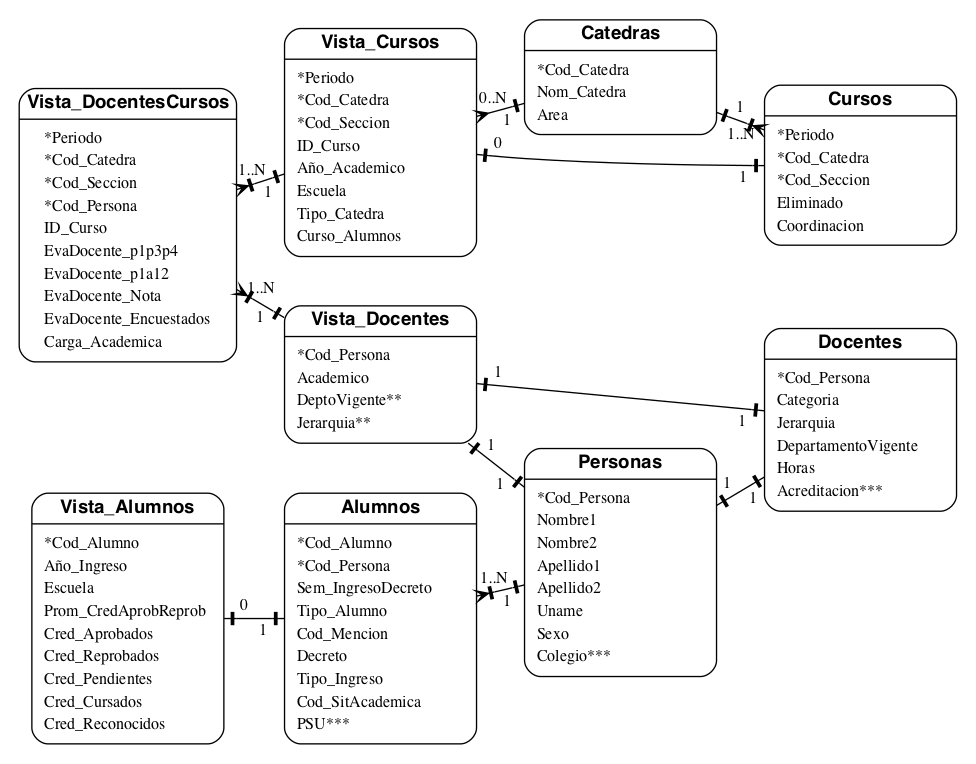 Vista_DocentesCursos
*Periodo
*Cod_Catedra
*Cod_Seccion
*Cod_Persona
ID_Curso
EvaDocente_p1p3p4
EvaDocente_p1a12
EvaDocente_Nota
EvaDocente_Encuestados
Carga_Academica
1..N
1
1..N
1
Vista_Cursos
*Periodo
*Cod_Catedra
*Cod_Seccion
ID_Curso
Año_Academico
Escuela
Tipo_Catedra
Curso_Alumnos
0..N
1
0
1
Catedras
*Cod_Catedra
Nom_Catedra
Area
1
1..N
Cursos
*Periodo
*Cod_Catedra
*Cod_Seccion
Eliminado
Coordinacion
Vista_Docentes
*Cod_Persona
Academico
DeptoVigente**
Jerarquia**
1
1
1
1
Docentes
*Cod_Persona
Categoria
Jerarquia
DepartamentoVigente
Horas
Acreditacion***
1
1
Personas
*Cod_Persona
Nombre1
Nombre2
Apellido1
Apellido2
Uname
Sexo
Colegio***
1..N
1
Alumnos
*Cod_Alumno
*Cod_Persona
Sem_IngresoDecreto
Tipo_Alumno
Cod_Mencion
Decreto
Tipo_Ingreso
Cod_SitAcademica
PSU***
0
1
Vista_Alumnos
*Cod_Alumno
Año_Ingreso
Escuela
Prom_CredAprobReprob
Cred_Aprobados
Cred_Reprobados
Cred_Pendientes
Cred_Cursados
Cred_Reconocidos